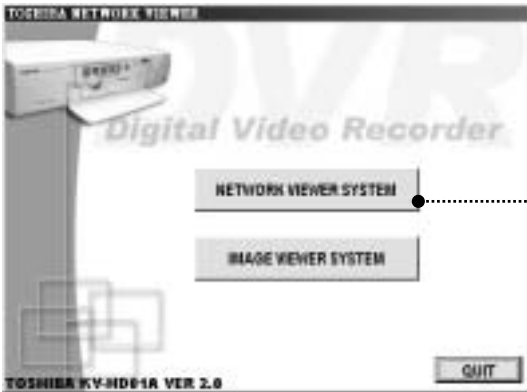 TOSHIBA NETWORK VIEWER
DVR
Digital Video Recorder
NETWORK VIEWER SYSTEM
IMAGE VIEWER SYSTEM
QUIT
TOSHIBA KV-HD01A VER 2.0